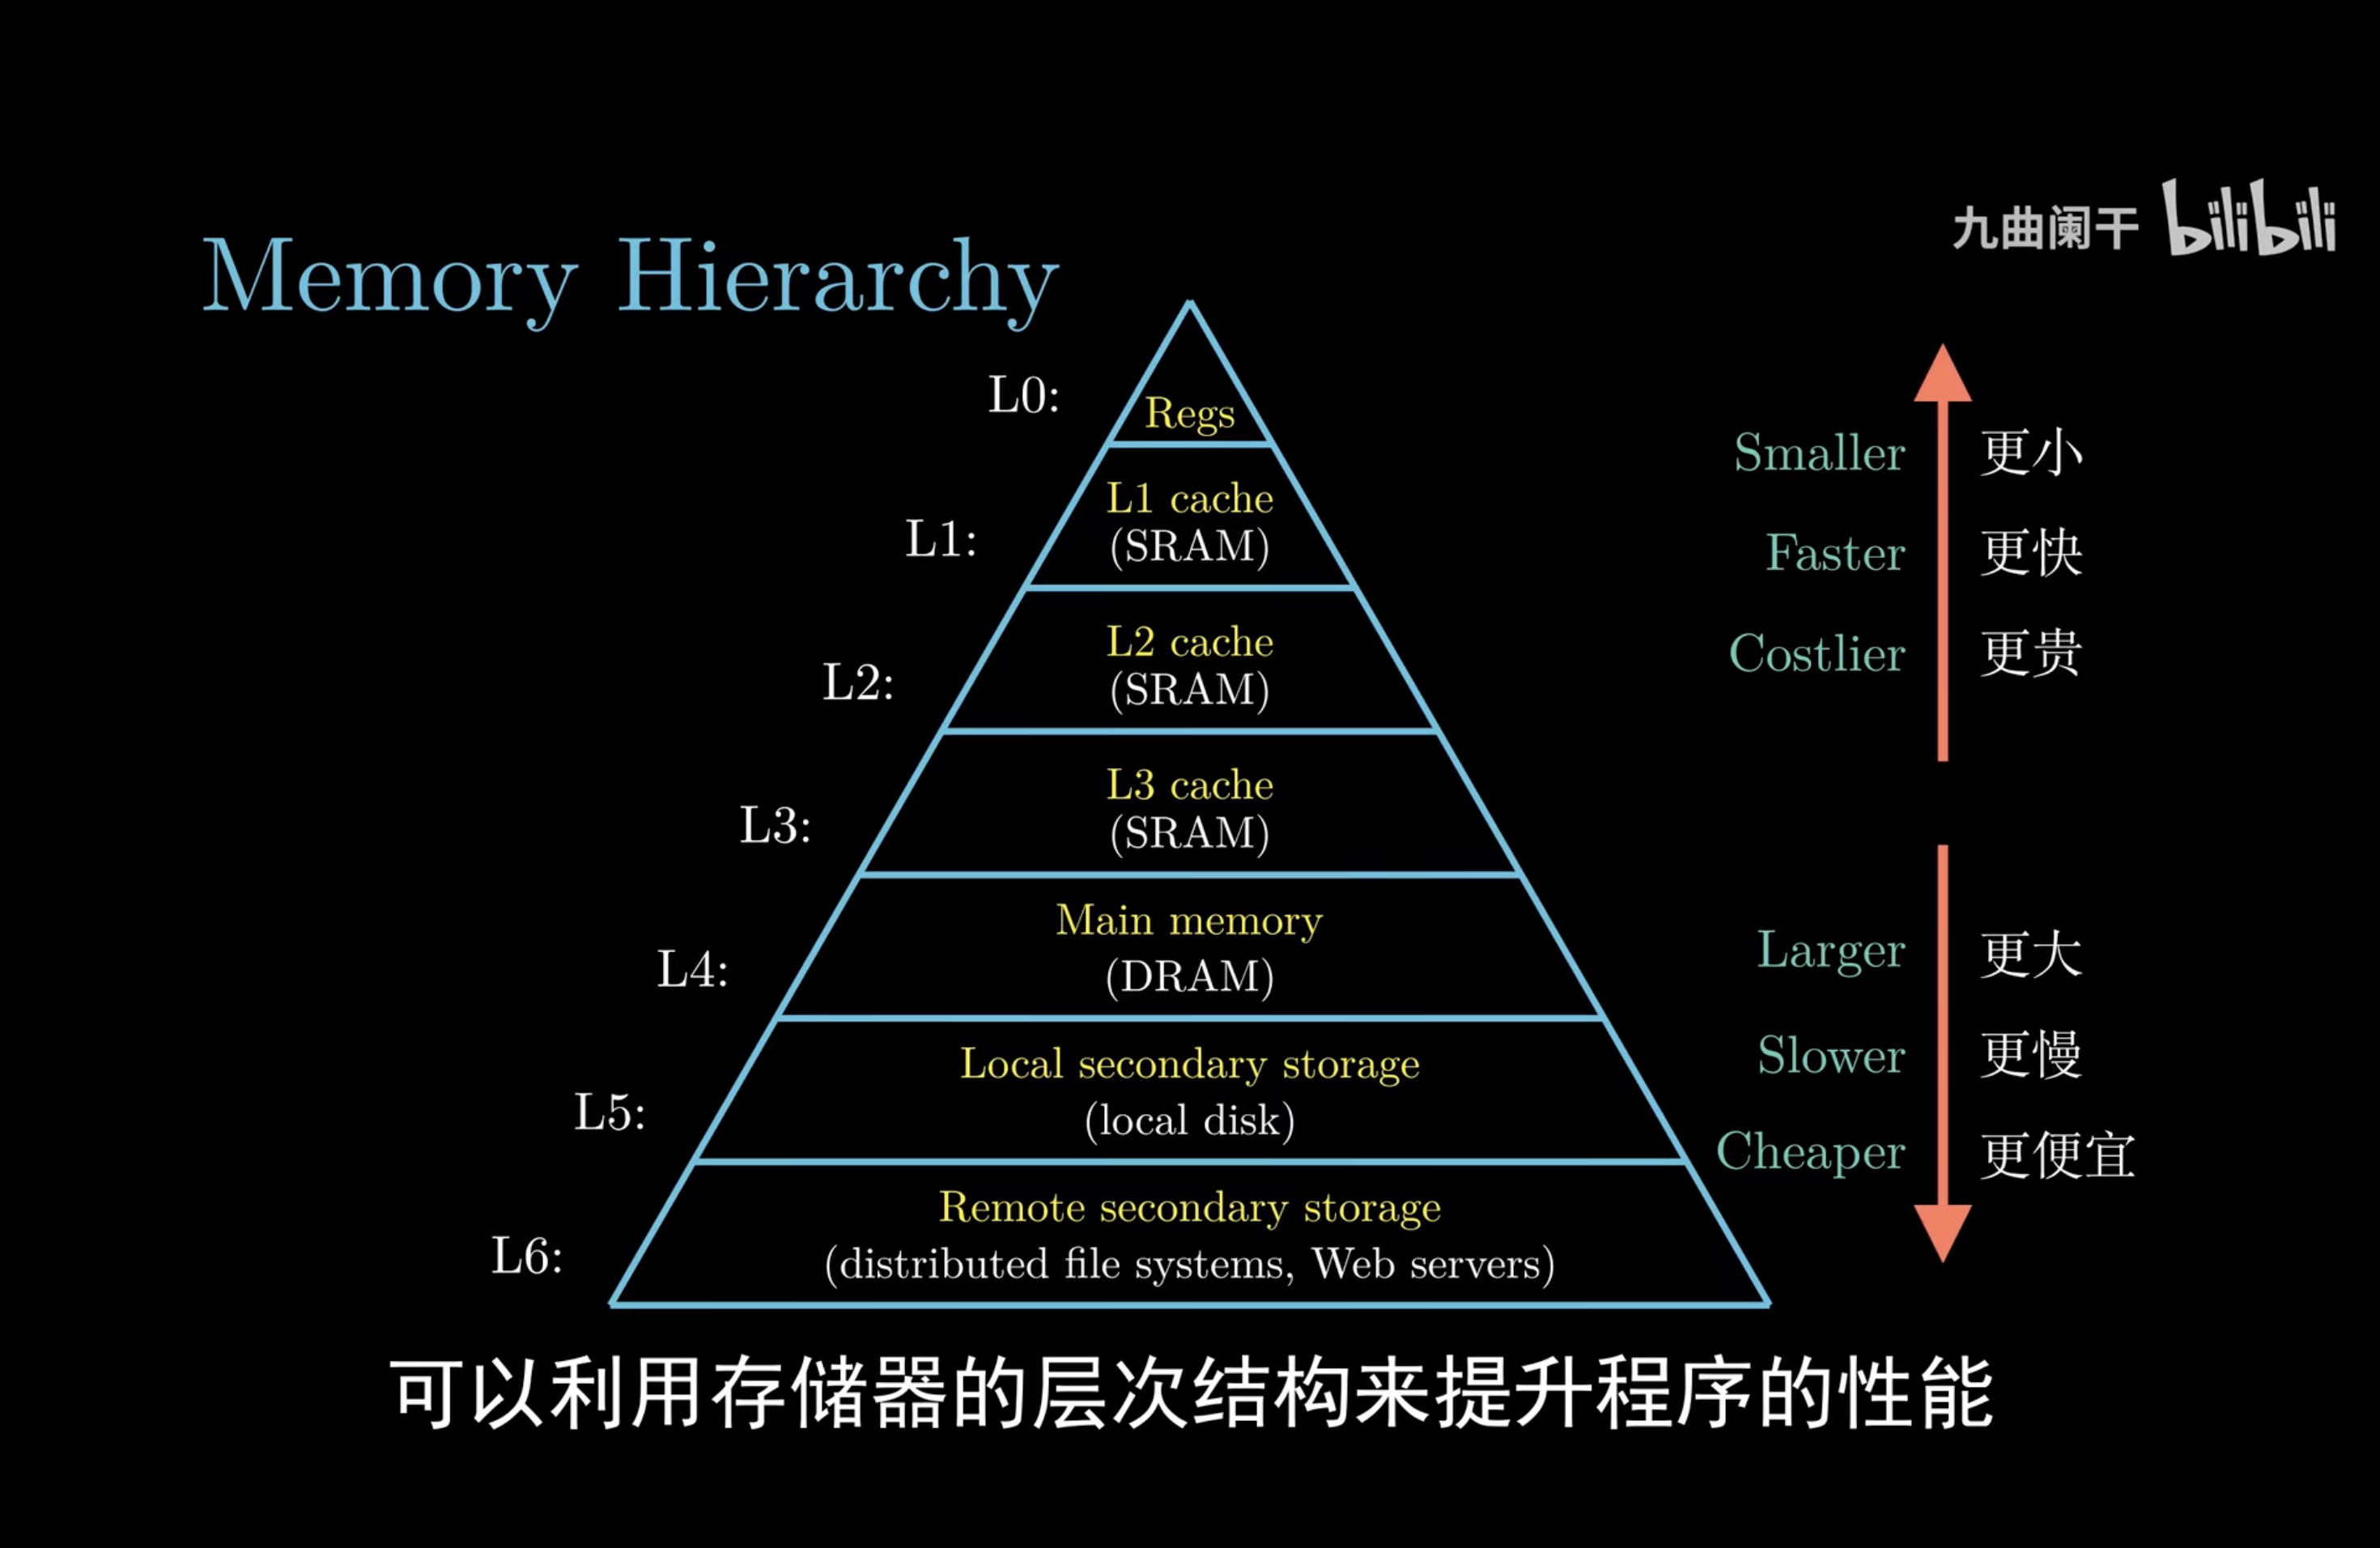 九曲阑干 bilibili
Memory Hierarchy
L0:
Regs
L1:
L1 cache
(SRAM)
L2:
L2 cache
(SRAM)
L3:
L3 cache
(SRAM)
L4:
Main memory
(DRAM)
L5:
Local secondary storage
(local disk)
L6:
Remote secondary storage
(distributed file systems, Web servers)
Smaller 更小
Faster 更快
Costlier 更贵
Larger 更大
Slower 更慢
Cheaper 更便宜
可以利用存储器的层次结构来提升程序的性能